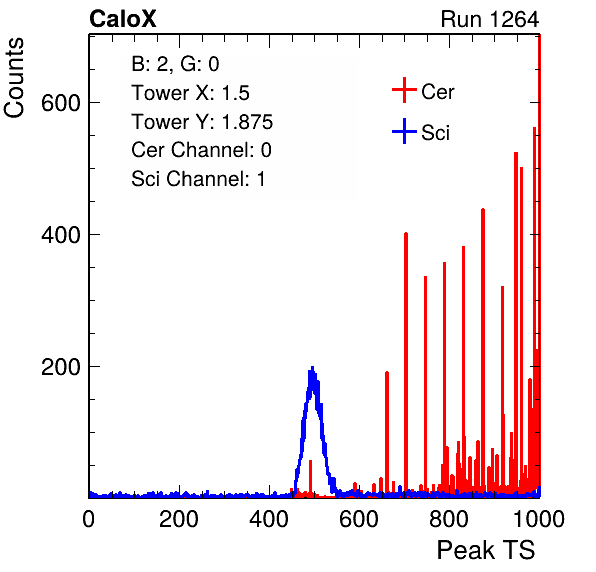 CaloX
Run 1264
Counts
B: 2, G: 0
Tower X: 1.5
Tower Y: 1.875
Cer Channel: 0
Sci Channel: 1
Cer
Sci
600
400
200
0
200
400
600
800
1000
Peak TS